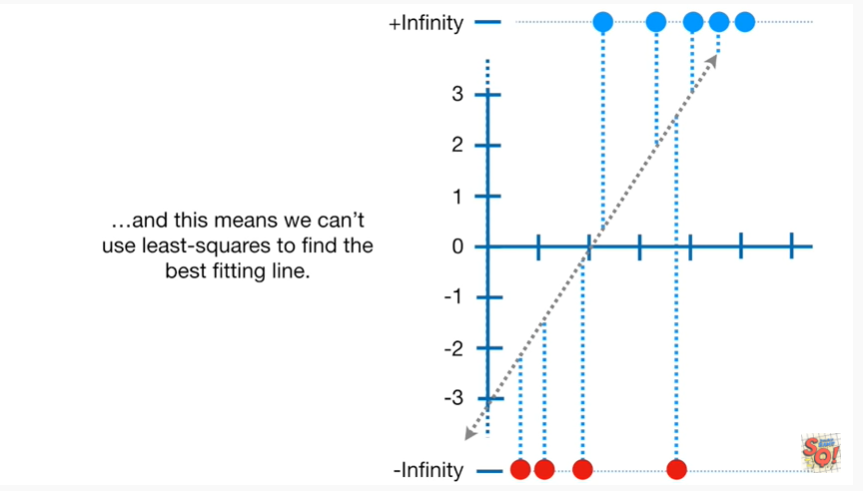 +Infinity
3
2
1
…and this means we can’t
use least-squares to find the
best fitting line.
0
-1
-2
-3
-Infinity
SQ!